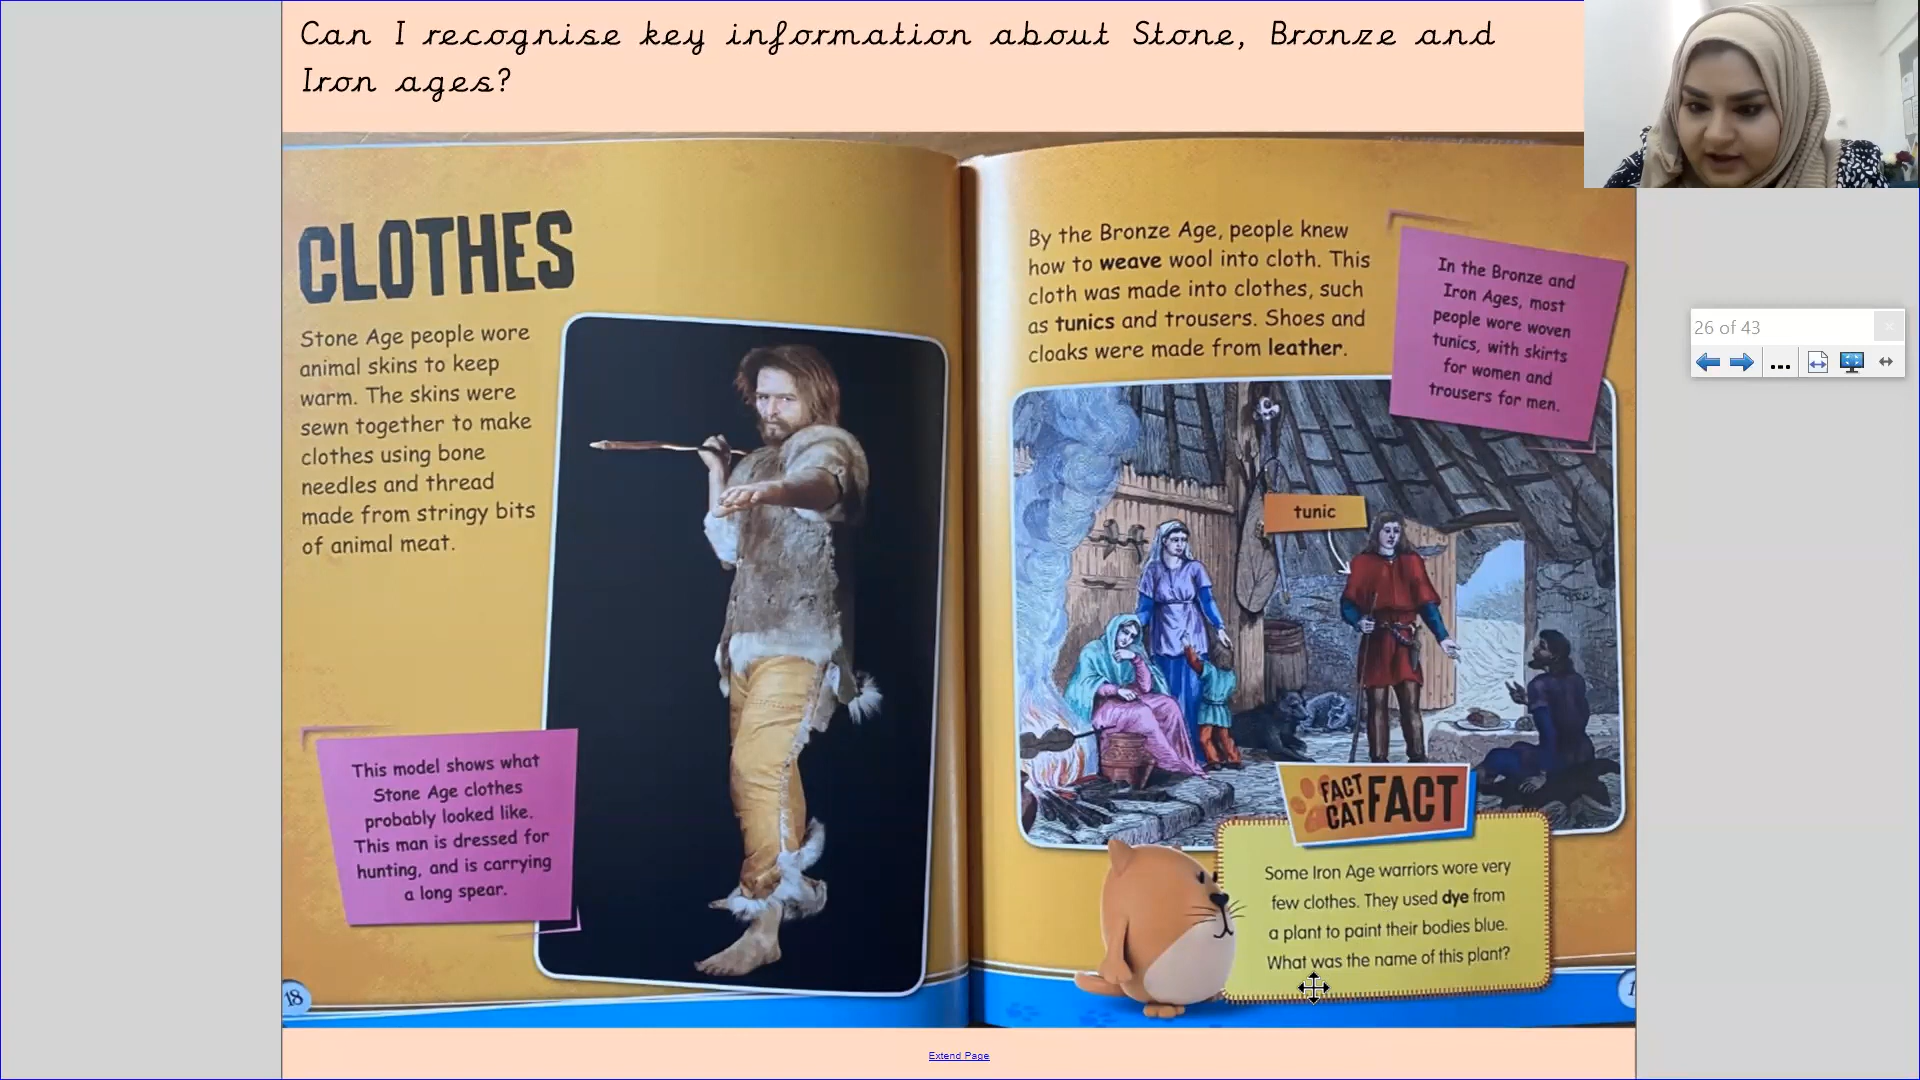 Can I recognise key information about Stone, Bronze and
Iron ages?
CLOTHES
Stone Age people wore
animal skins to keep
warm. The skins were
sewn together to make
clothes using bone
needles and thread
made from stringy bits
of animal meat.
This model shows what
Stone Age clothes
probably looked like.
This man is dressed for
hunting, and is carrying
a long spear.
18
By the Bronze Age, people knew
how to weave wool into cloth. This
cloth was made into clothes, such
as tunics and trousers. Shoes and
cloaks were made from leather.
In the Bronze and
Iron Ages, most
people wore woven
tunics, with skirts
for women and
trousers for men.
tunic
FACT
CAT FACT
Some Iron Age warriors wore very
few clothes. They used dye from
a plant to paint their bodies blue.
What was the name of this plant?
26 of 43
Extend Page